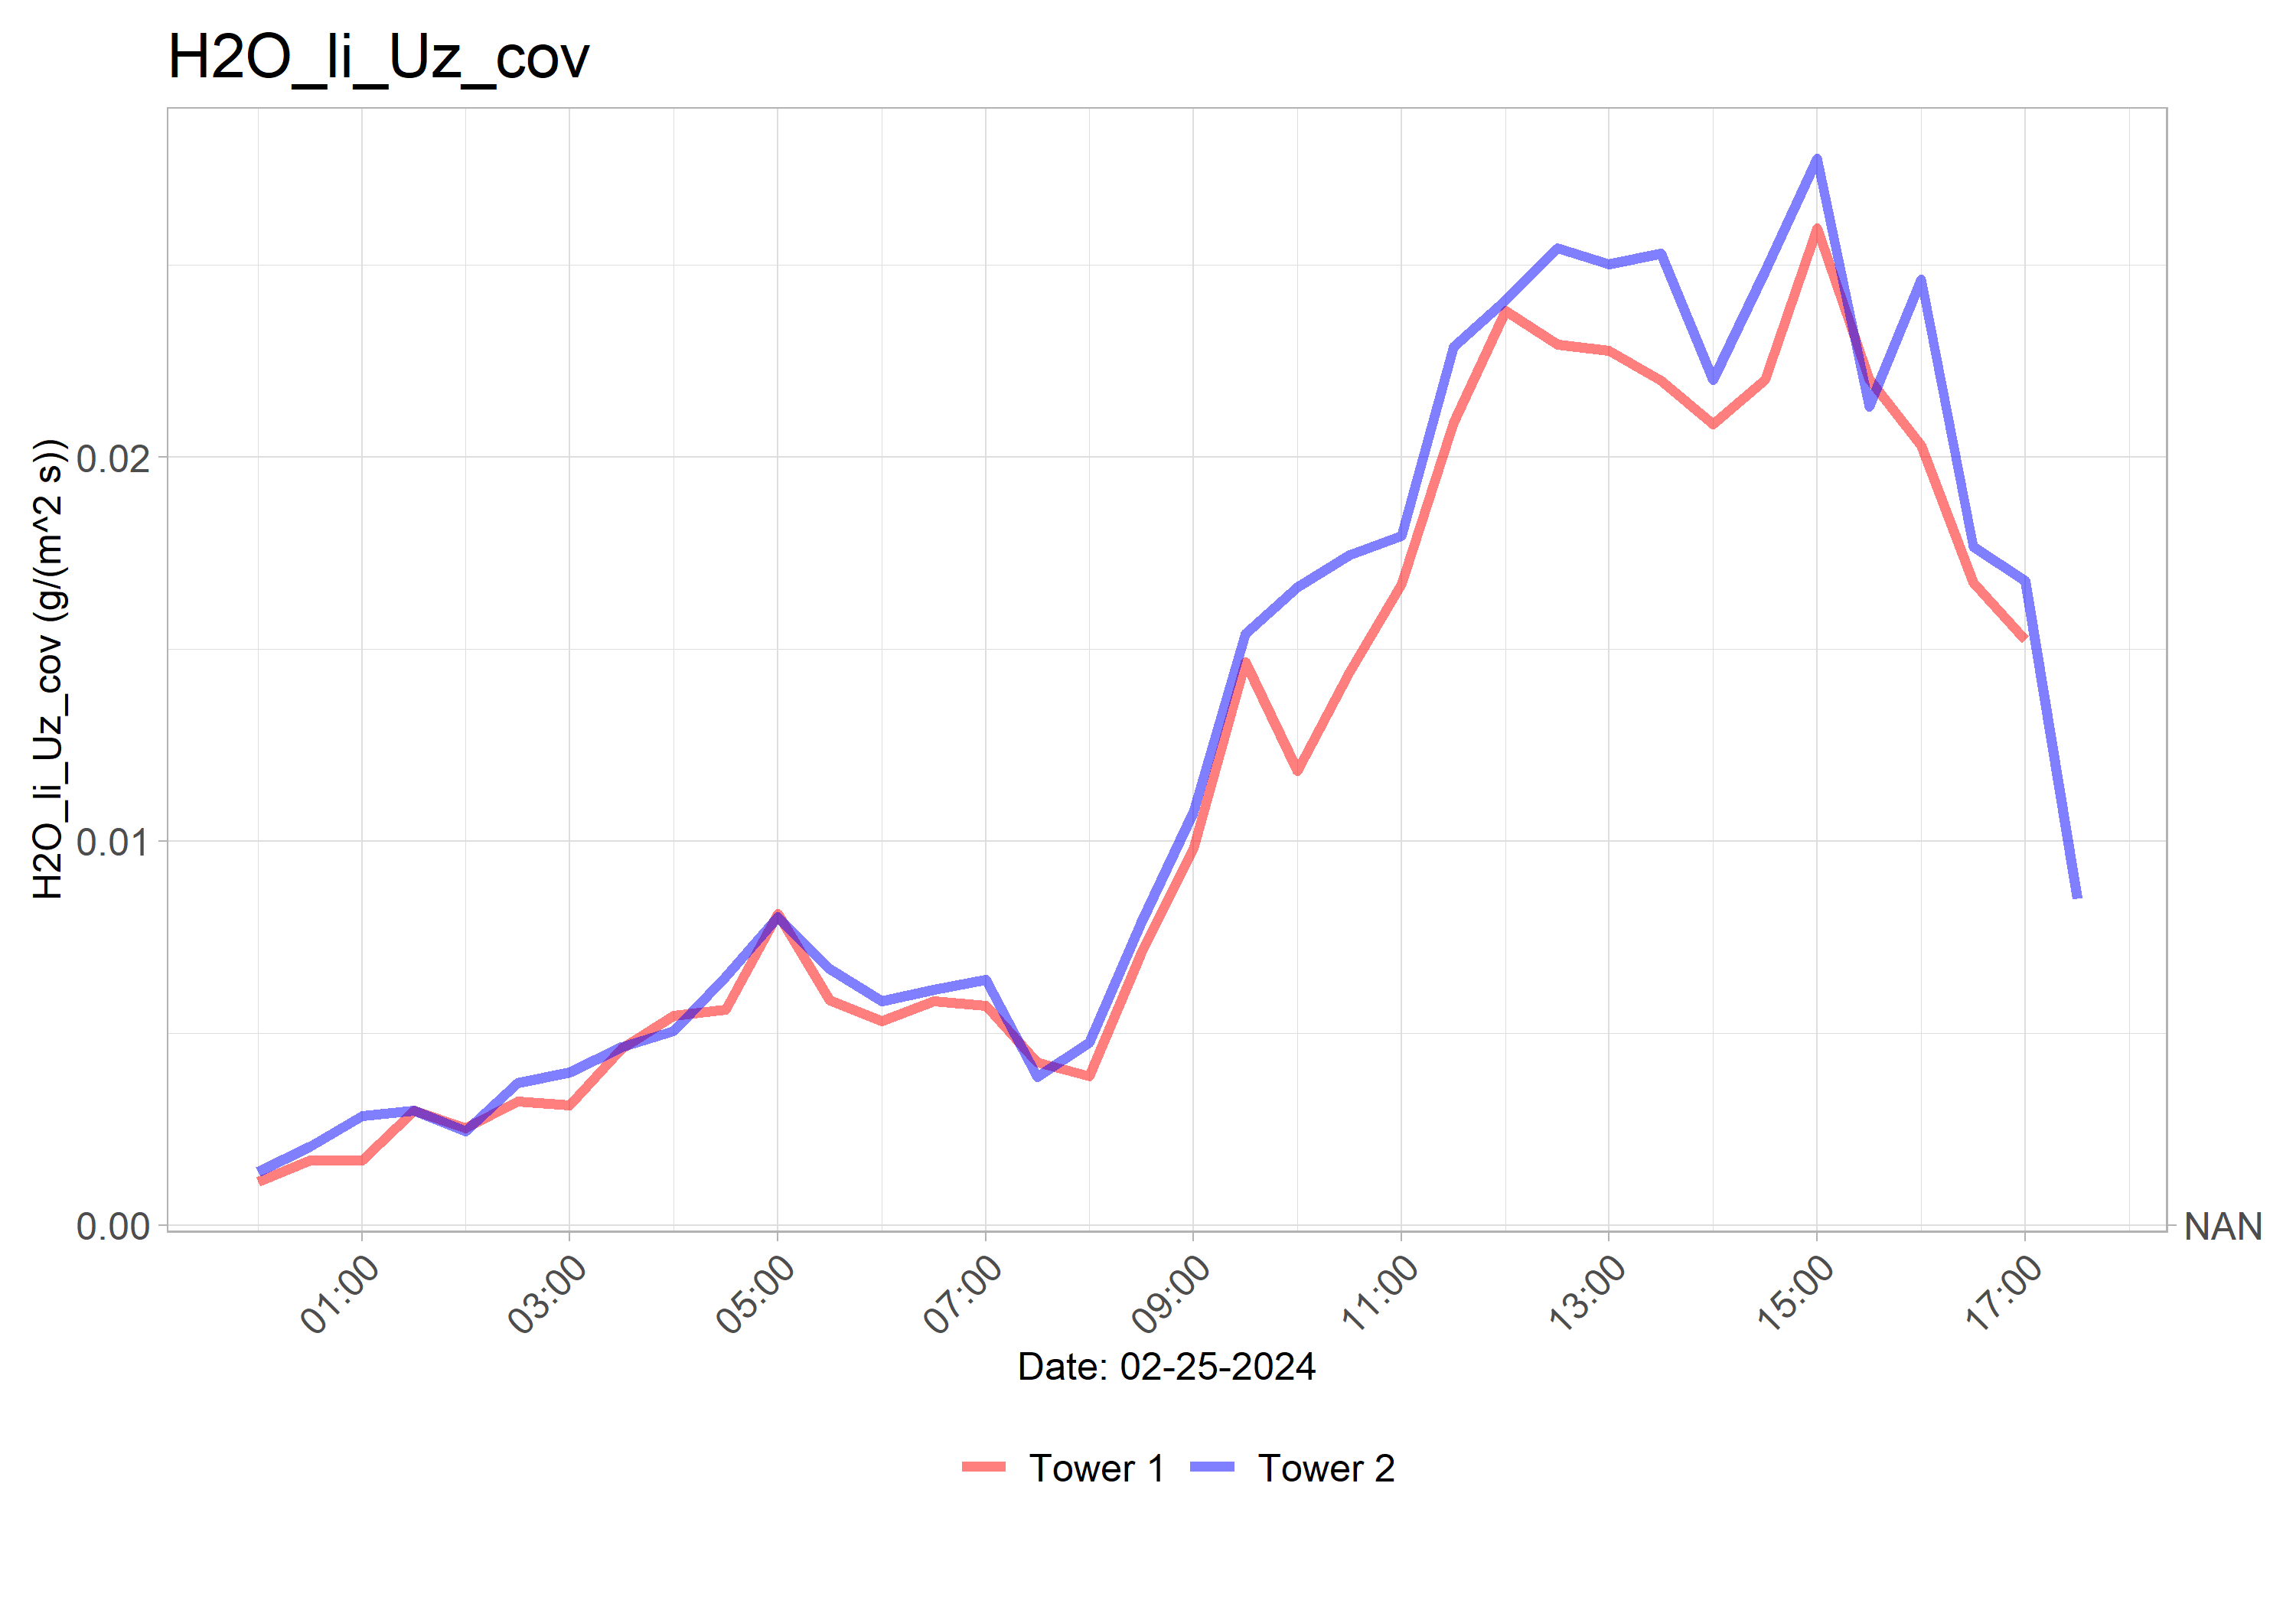 H2O_li_Uz_cov
H2O_li_Uz_cov (g/(m^2 s))
0.02
0.01
0.00
NAN
01:00
03:00
05:00
07:00
09:00
11:00
13:00
15:00
17:00
Date: 02-25-2024
Tower 1
Tower 2